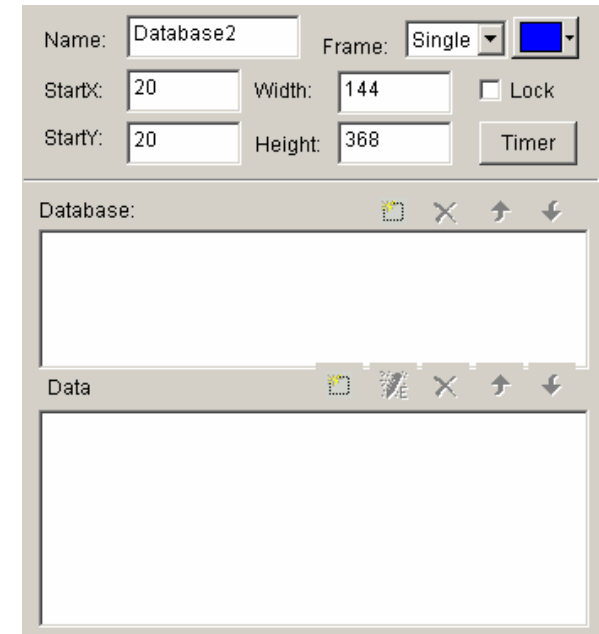 Name: Database2 Frame: Single
StartX: 20 Width: 144 Lock
StartY: 20 Height: 368 Timer
Database:
Data E